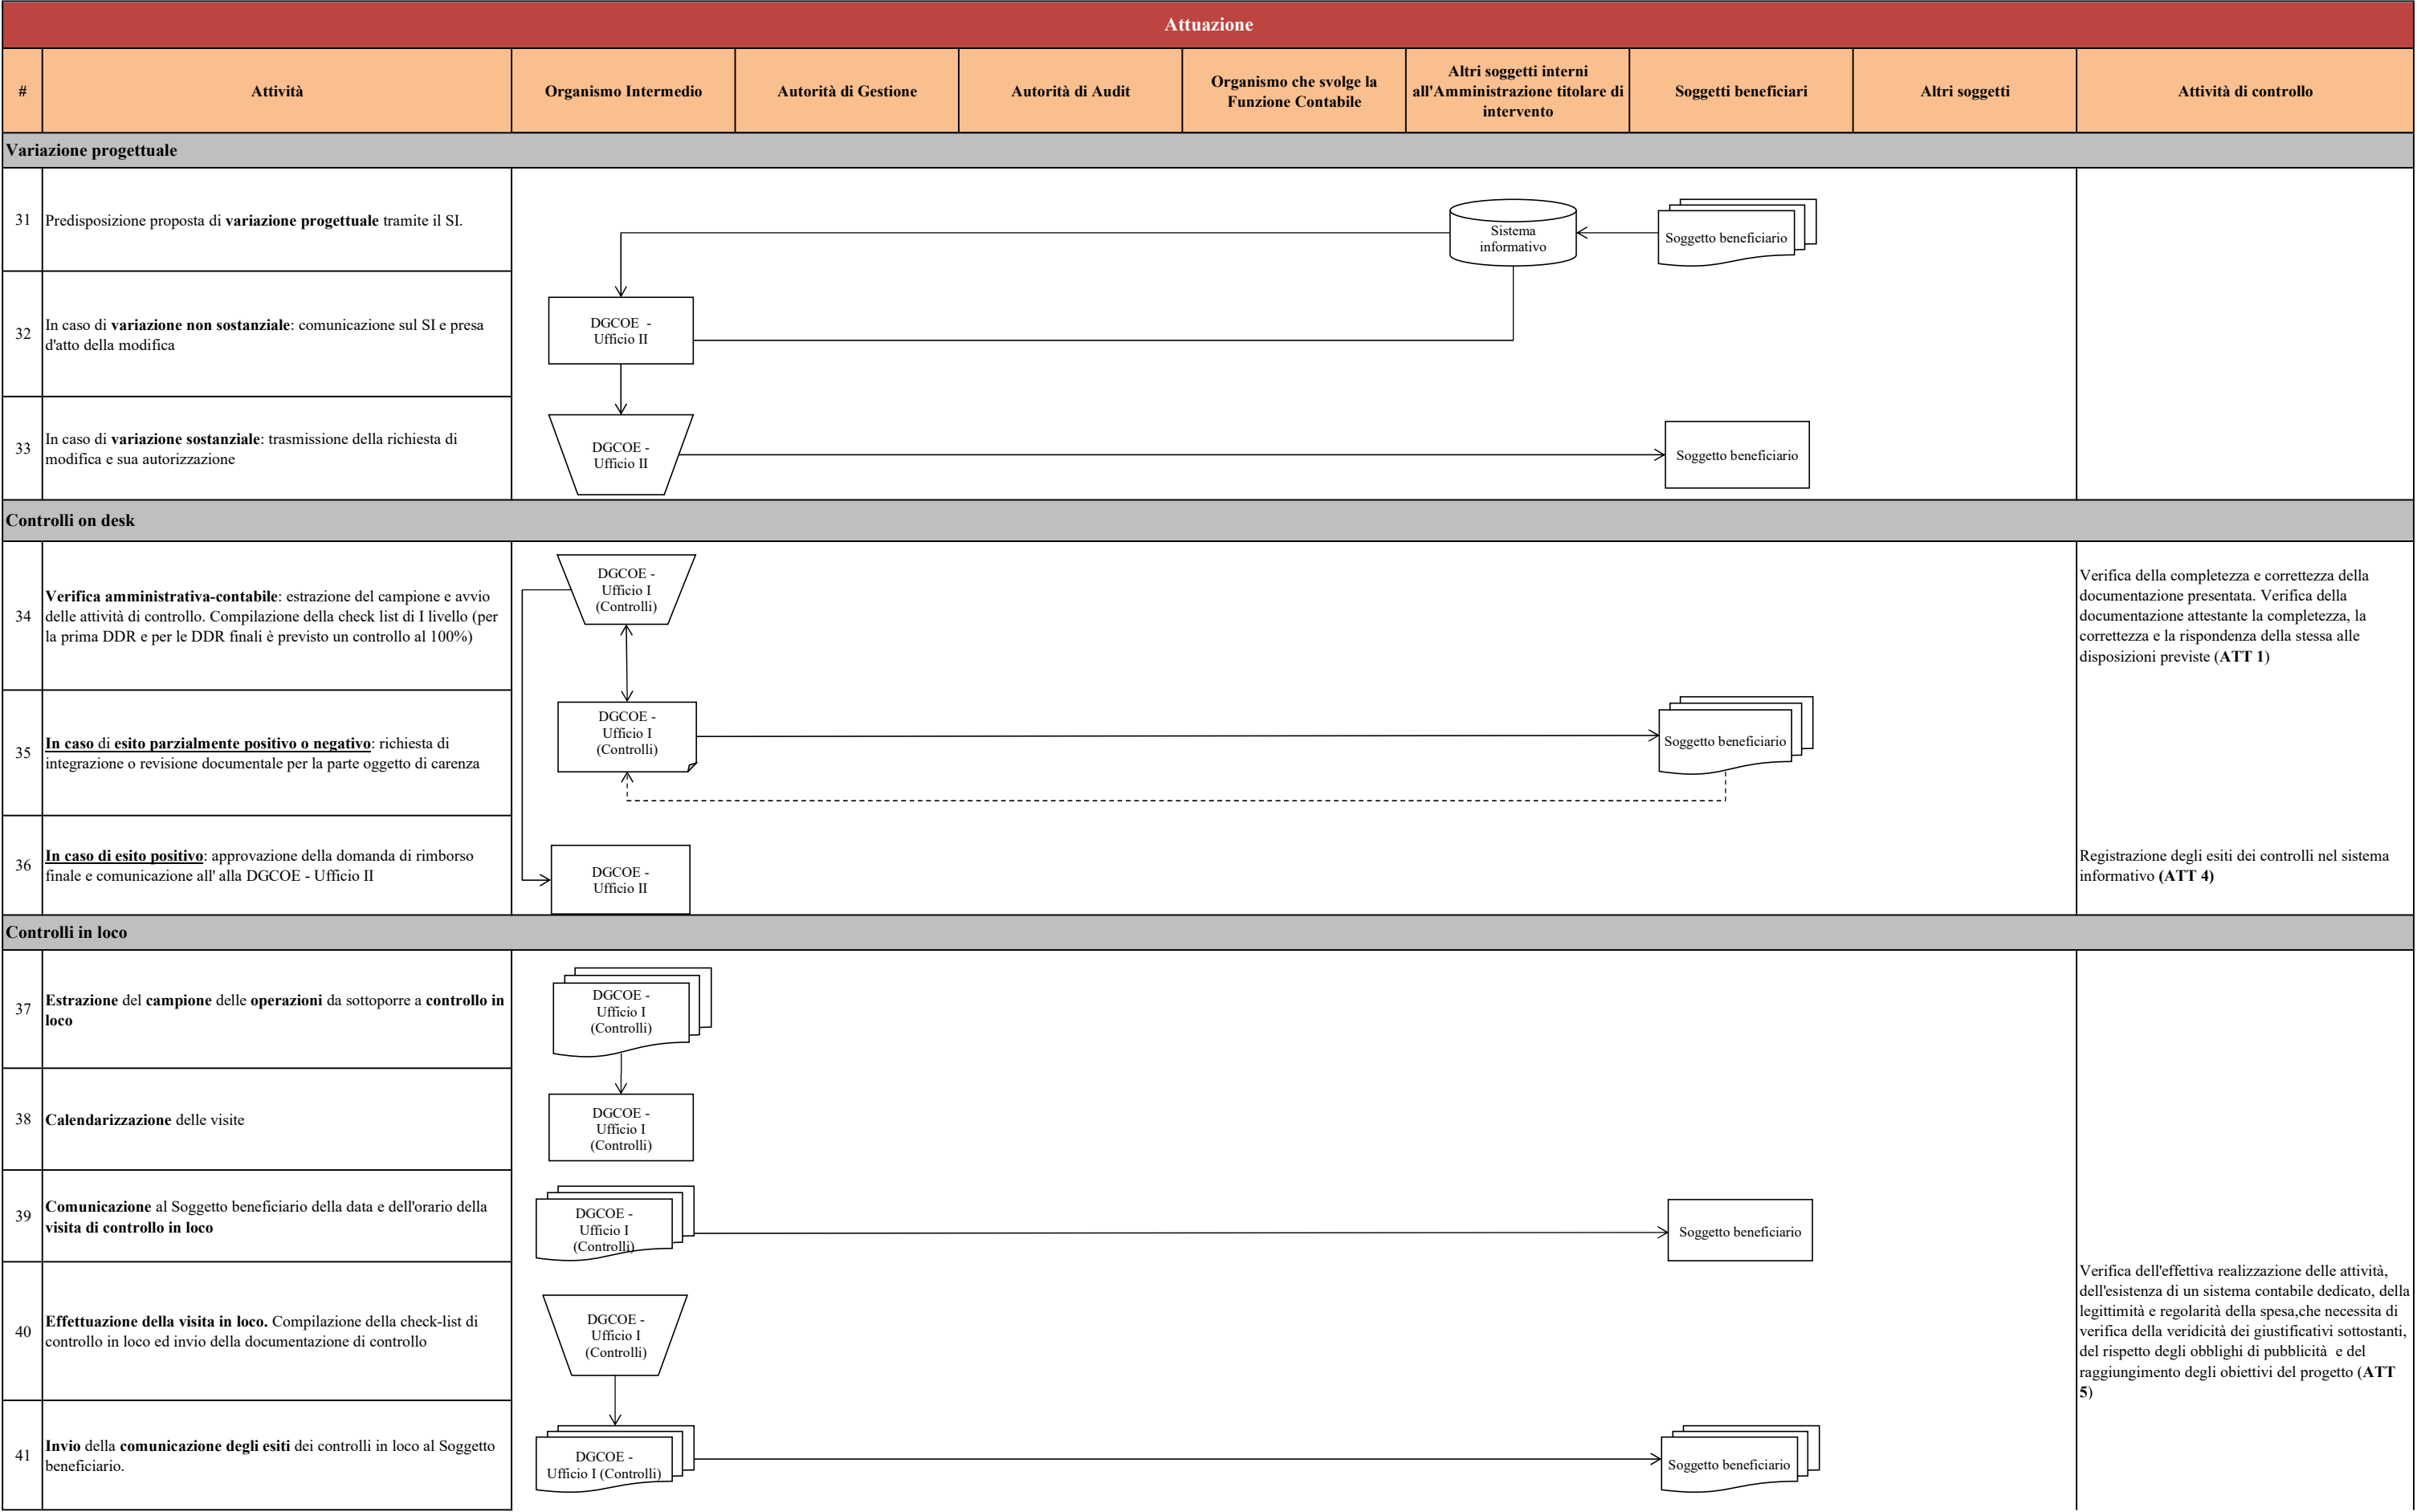 Attuazione
#
Attività
Organismo Intermedio
Autorità di Gestione
Autorità di Audit
Organismo che svolge la
Funzione Contabile
Altri soggetti interni
all'Amministrazione titolare di
intervento
Soggetti beneficiari
Altri soggetti
Attività di controllo
Variazione progettuale
31
Predisposizione proposta di variazione progettuale tramite il SI.
Sistema
informativo
Soggetto beneficiario
32
In caso di variazione non sostanziale: comunicazione sul SI e presa
d'atto della modifica
DGCOE -
Ufficio II
33
In caso di variazione sostanziale: trasmissione della richiesta di
modifica e sua autorizzazione
DGCOE -
Ufficio II
Soggetto beneficiario
Controlli on desk
34
Verifica amministrativa-contabile: estrazione del campione e avvio
delle attività di controllo. Compilazione della check list di I livello (per
la prima DDR e per le DDR finali è previsto un controllo al 100%)
DGCOE -
Ufficio I
(Controlli)
Verifica della completezza e correttezza della
documentazione presentata. Verifica della
documentazione attestante la completezza, la
correttezza e la rispondenza della stessa alle
disposizioni previste (ATT 1)
35
In caso di esito parzialmente positivo o negativo: richiesta di
integrazione o revisione documentale per la parte oggetto di carenza
DGCOE -
Ufficio I
(Controlli)
Soggetto beneficiario
36
In caso di esito positivo: approvazione della domanda di rimborso
finale e comunicazione all' alla DGCOE - Ufficio II
DGCOE -
Ufficio II
Registrazione degli esiti dei controlli nel sistema
informativo (ATT 4)
Controlli in loco
37
Estrazione del campione delle operazioni da sottoporre a controllo in
loco
DGCOE -
Ufficio I
(Controlli)
38
Calendarizzazione delle visite
DGCOE -
Ufficio I
(Controlli)
39
Comunicazione al Soggetto beneficiario della data e dell'orario della
visita di controllo in loco
DGCOE -
Ufficio I
(Controlli)
Soggetto beneficiario
40
Effettuazione della visita in loco. Compilazione della check-list di
controllo in loco ed invio della documentazione di controllo
DGCOE -
Ufficio I
(Controlli)
Verifica dell'effettiva realizzazione delle attività,
dell'esistenza di un sistema contabile dedicato, della
legittimità e regolarità della spesa,che necessita di
verifica della veridicità dei giustificativi sottostanti,
del rispetto degli obblighi di pubblicità e del
raggiungimento degli obiettivi del progetto (ATT
5)
41
Invio della comunicazione degli esiti dei controlli in loco al Soggetto
beneficiario.
DGCOE -
Ufficio I (Controlli)
Soggetto beneficiario